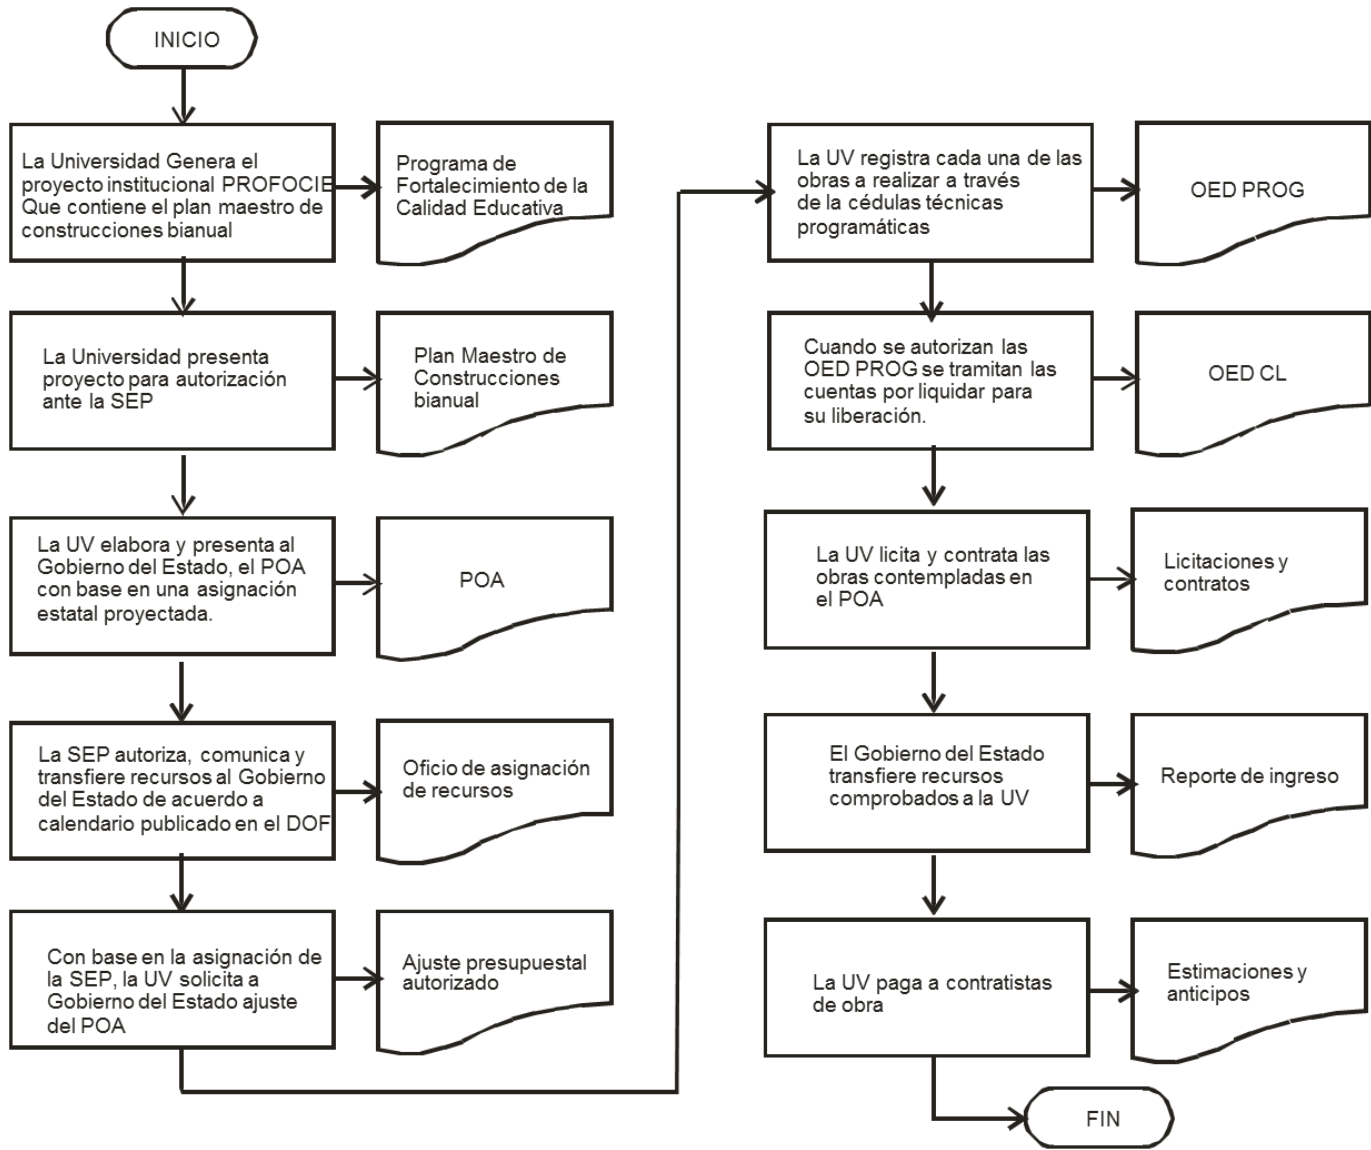 INICIO
La Universidad Genera el
proyecto institucional PROFOCIE
Que contiene el plan maestro de
construcciones bianual
Programa de
Fortalecimiento de la
Calidad Educativa
La Universidad presenta
proyecto para autorización
ante la SEP
Plan Maestro de
Construcciones
bianual
La UV elabora y presenta al
Gobierno del Estado, el POA
con base en una asignación
estatal proyectada.
POA
La SEP autoriza, comunica y
transfiere recursos al Gobierno
del Estado de acuerdo a
calendario publicado en el DOF
Oficio de asignación
de recursos
Con base en la asignación de
la SEP, la UV solicita a
Gobierno del Estado ajuste
del POA
Ajuste presupuestal
autorizado
La UV registra cada una de las
obras a realizar a través
de la cédulas técnicas
programáticas
OED PROG
Cuando se autorizan las
OED PROG se tramitan las
cuentas por liquidar para
su liberación.
OED CL
La UV licita y contrata las
obras contempladas en
el POA
Licitaciones y
contratos
El Gobierno del Estado
transfiere recursos
comprobados a la UV
Reporte de ingreso
La UV paga a contratistas
de obra
Estimaciones y
anticipos
FIN